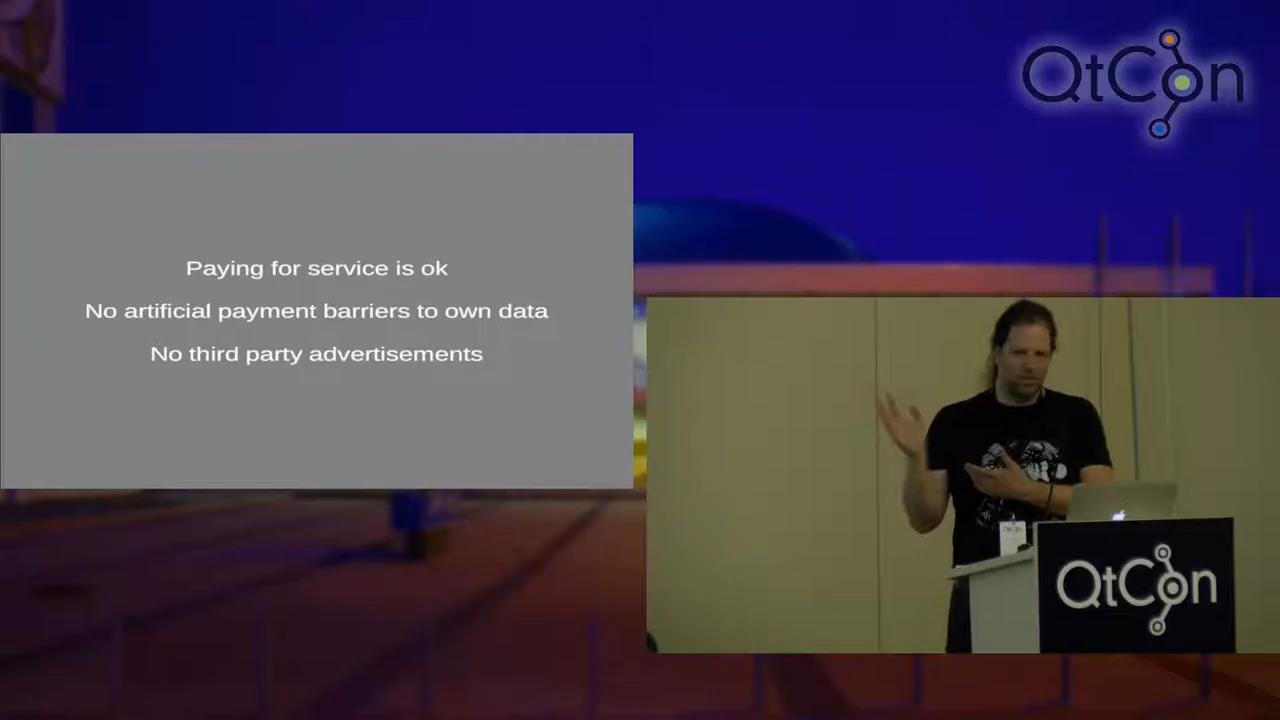 QtCon
Paying for service is ok
No artificial payment barriers to own data
No third party advertisements
QtCon